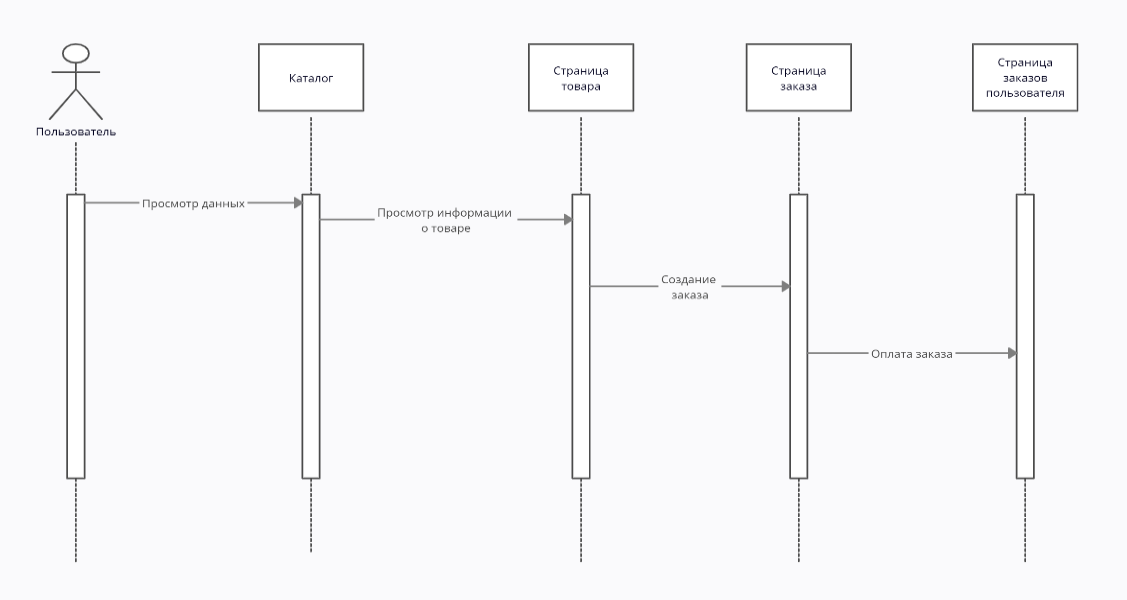 Пользователь
Каталог
Страница
товара
Страница
заказа
Страница
заказов
пользователя
Просмотр данных
Просмотр информации
о товаре
Создание
заказа
Оплата заказа